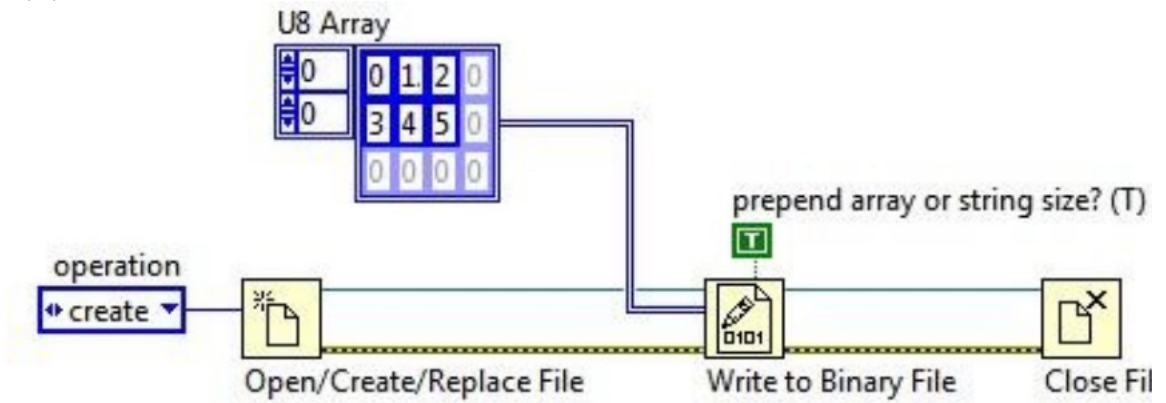 U8 Array
0 0 1. 2 0
0 3 4 5 0
0 0 0 0
prepend array or string size? (T)
T
operation
create
0101
Open/Create/Replace File
Write to Binary File
Close Fil